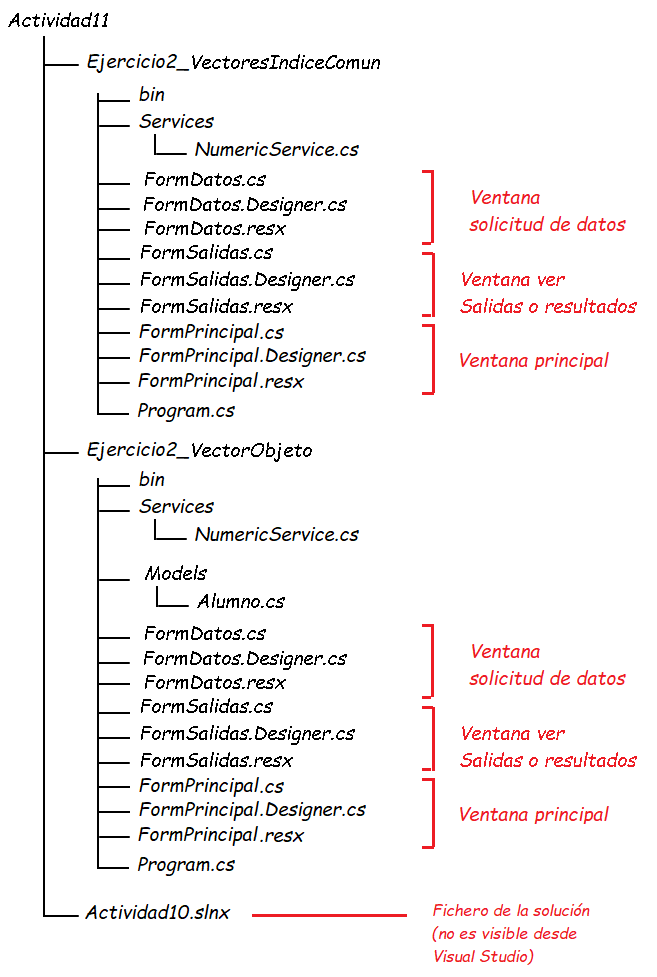 Actividad11
Ejercicio2_VectoresIndiceComun
bin
Services
NumericService.cs
FormDatos.cs
FormDatos.Designer.cs
FormDatos.resx
Ventana
solicitud de datos
FormSalidas.cs
FormSalidas.Designer.cs
FormSalidas.resx
Ventana ver
Salidas o resultados
FormPrincipal.cs
FormPrincipal.Designer.cs
FormPrincipal.resx
Ventana principal
Program.cs
Ejercicio2_VectorObjeto
bin
Services
NumericService.cs
Models
Alumno.cs
FormDatos.cs
FormDatos.Designer.cs
FormDatos.resx
Ventana
solicitud de datos
FormSalidas.cs
FormSalidas.Designer.cs
FormSalidas.resx
Ventana ver
Salidas o resultados
FormPrincipal.cs
FormPrincipal.Designer.cs
FormPrincipal.resx
Ventana principal
Program.cs
Actividad10.slnx
Fichero de la solución
(no es visible desde
Visual Studio)